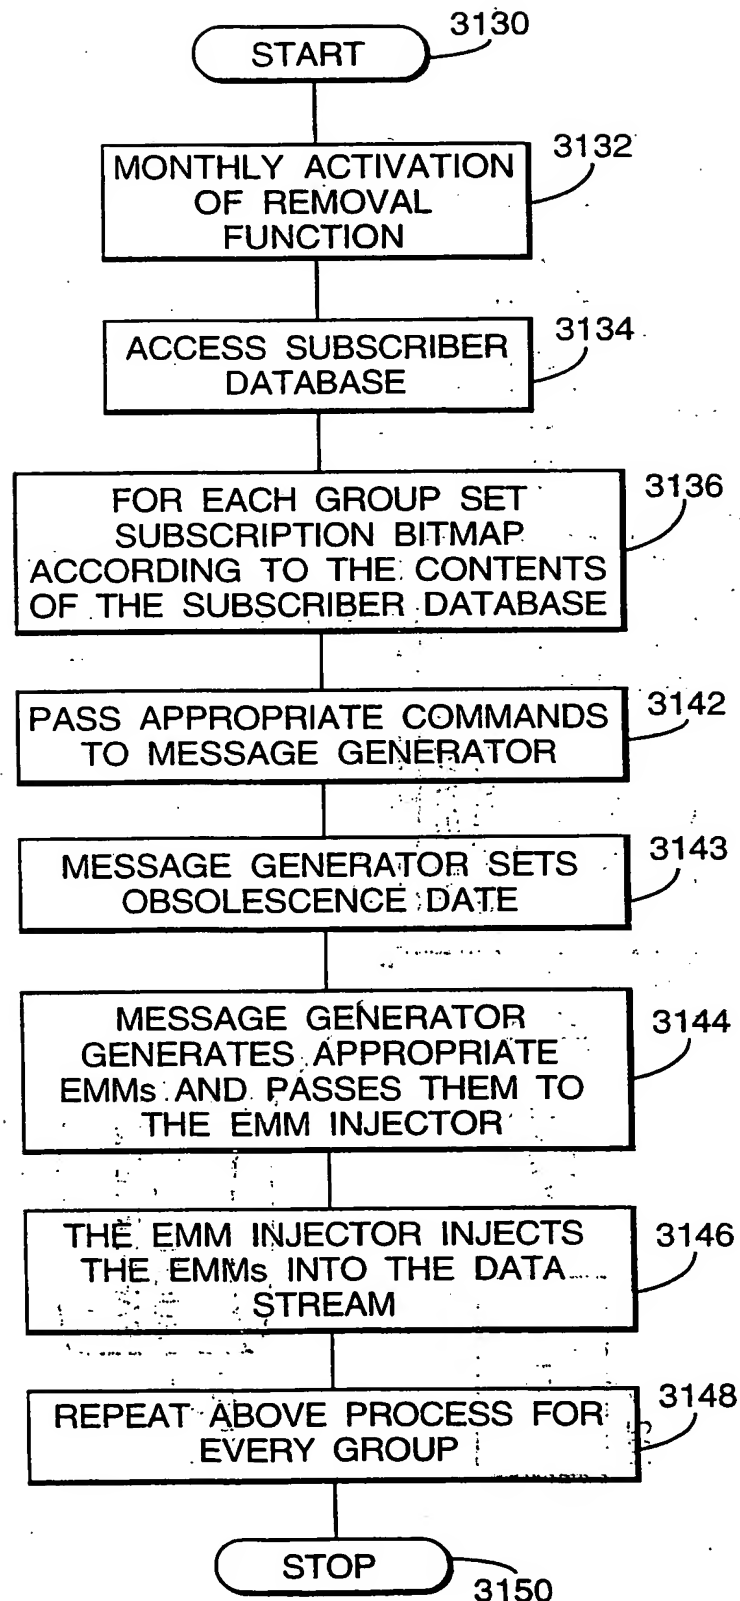 START
3130
MONTHLY ACTIVATION
OF REMOVAL
FUNCTION
3132
ACCESS SUBSCRIBER
DATABASE
3134
FOR EACH GROUP SET
SUBSCRIPTION BITMAP
ACCORDING TO THE CONTENTS
OF THE SUBSCRIBER DATABASE
3136
PASS APPROPRIATE COMMANDS
TO MESSAGE GENERATOR
3142
MESSAGE GENERATOR SETS
OBSOLESCENCE DATE
3143
MESSAGE GENERATOR
GENERATES APPROPRIATE
EMMs AND PASSES THEM TO
THE EMM INJECTOR
3144
THE EMM INJECTOR INJECTS
THE EMMs INTO THE DATA
STREAM
3146
REPEAT ABOVE PROCESS FOR
EVERY GROUP
3148
STOP
3150